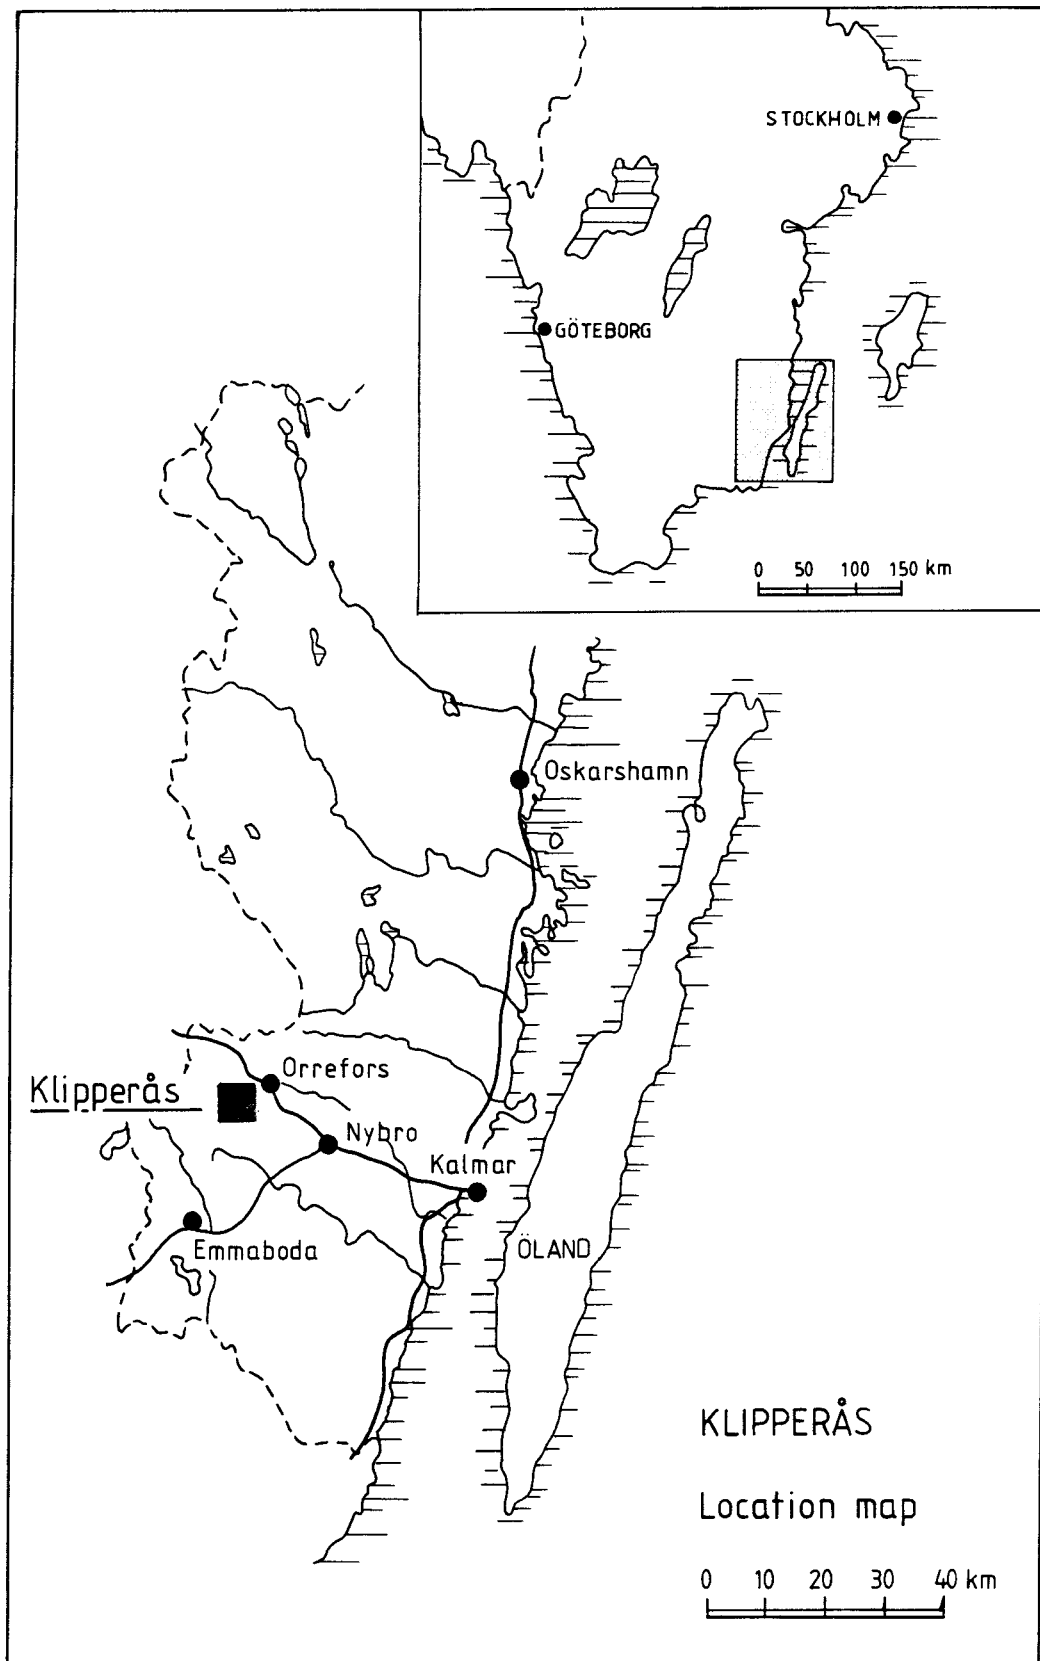 STOCKHOLM
GÖTEBORG
0 50 100 150 km
Oskarshamn
Orrefors
Klipperås
Nybro
Kalmar
ÖLAND
Emmaboda
KLIPPERÅS
Location map
0 10 20 30 40 km